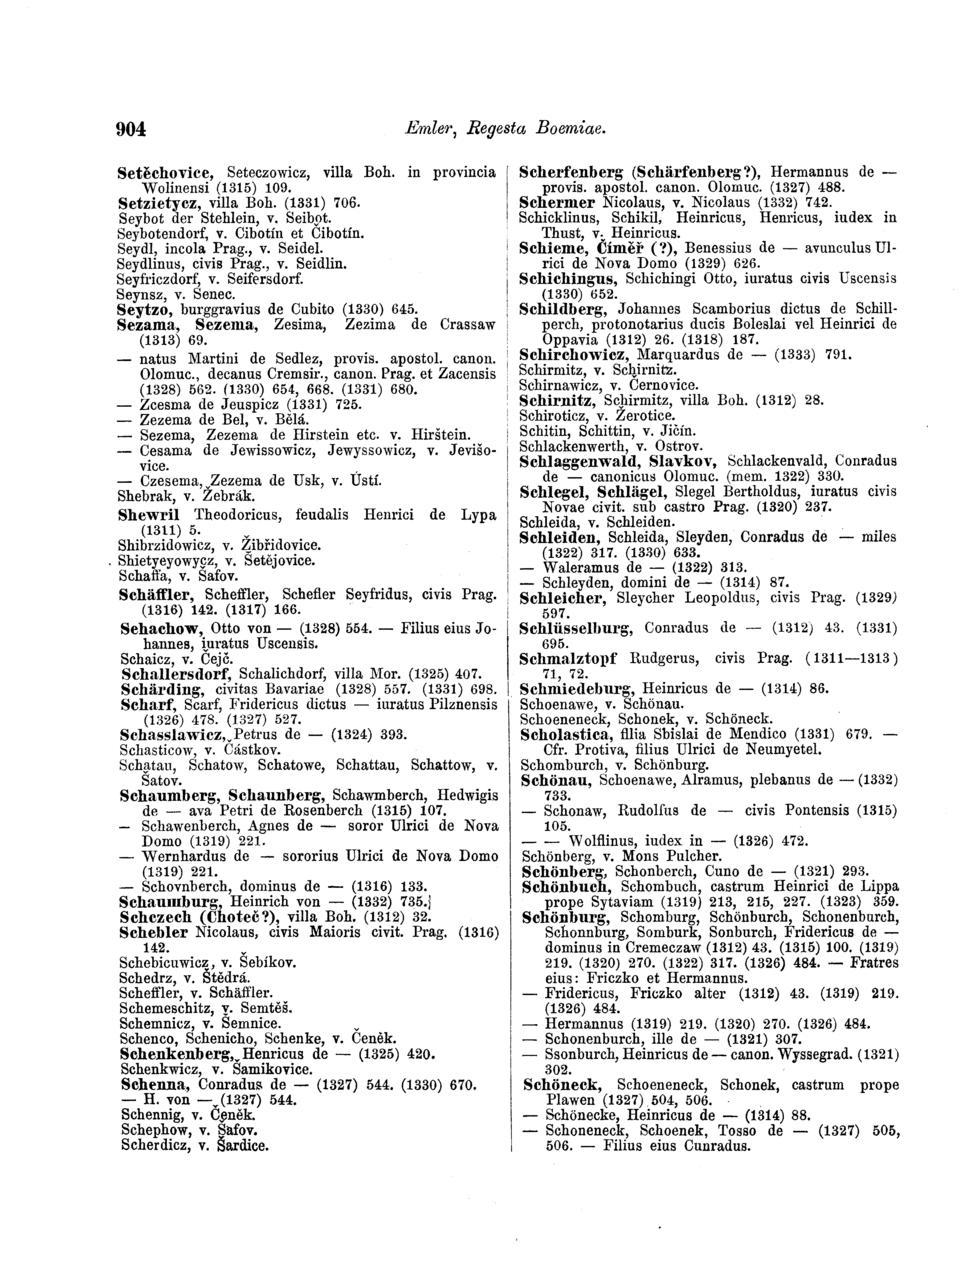 904
Emler, Regesta Boemiae.
Setěchovice, Seteczowicz, villa Boh. in provincia
Wolinensi (1315) 109.
Setzietycz, villa Boh. (1331) 706.
Seybot der Stehlein, v. Seibot.
Seybotendorf, v. Cibotín et Čibotín.
Seydl, incola Prag., v. Seidel.
Seydlinus, civis Prag., v. Seidlin.
Seyfriczdorf, v. Seifersdorf.
Seynsz, v. Senec.
Seytzo, burggravius de Cubito (1330) 645.
Sezama, Sezema, Zesima, Zezima de Crassaw
(1313) 69.
— natus Martini de Sedlez, provis. apostol. canon.
Olomuc., decanus Cremsir., canon. Prag. et Zacensis
(1328) 562. (1330) 654, 668. (1331) 680.
— Zcesma de Jeuspicz (1331) 725.
— Zezema de Bel, v. Bělá.
— Sezema, Zezema de Hirstein etc. v. Hirštein.
— Cesama de Jewissowicz, Jewyssowicz, v. Jevišo-
vice.
— Czesema, Zezema de Usk, v. Ústí.
Shebrak, v. Žebrák.
Shewril Theodoricus, feudalis Henrici de Lypa
(1311) 5.
Shibrzidowicz, v. Žibřidovice.
Shietyeyowycz, v. Šetějovice.
Schaffa, v. Šafov.
Schäffler, Scheffler, Schefler Seyfridus, civis Prag.
(1316) 142. (1317) 166.
Schachow, Otto von — (1328) 554. — Filius eius Jo-
hannes, iuratus Uscensis.
Schaicz, v. Čejč.
Schallersdorf, Schalichdorf, villa Mor. (1325) 407.
Schärding, civitas Bavariae (1328) 557. (1331) 698.
Scharf, Scarf, Fridericus dictus — iuratus Pilznensis
(1326) 478. (1327) 527.
Schasslawicz, Petrus de — (1324) 393.
Schasticow, v. Částkov.
Schatau, Schatow, Schatowe, Schattau, Schattow, v.
Šatov.
Schaumberg, Schaunberg, Schawmberch, Hedwigis
de — ava Petri de Rosenberch (1315) 107.
— Schawenberch, Agnes de — soror Ulrici de Nova
Domo (1319) 221.
— Wernhardus de — sororius Ulrici de Nova Domo
(1319) 221.
— Schovnberch, dominus de — (1316) 133.
Schaumburg, Heinrich von — (1332) 735.
Schczech (Choteč?), villa Boh. (1312) 32.
Schebler Nicolaus, civis Maioris civit. Prag. (1316)
142.
Schebicuwicz, v. Šebíkov.
Schedrz, v. Štědrá.
Scheffler, v. Schäffler.
Schemeschitz, v. Semtěš.
Schemnicz, v. Šemnice.
Schenco, Schenicho, Schenke, v. Čeněk.
Schenkenberg, Henricus de — (1325) 420.
Schenkwicz, v. Šamikovice.
Schenna, Conradus de — (1327) 544. (1330) 670.
— H. von — (1327) 544.
Schennig, v. Čeněk.
Schephow, v. Šafov.
Scherdicz, v. Šardice.
Scherfenberg (Schärfenberg?), Hermannus de —
provis. apostol. canon. Olomuc. (1327) 488.
Schermer Nicolaus, v. Nicolaus (1332) 742.
Schicklinus, Schikil, Heinricus, Henricus, iudex in
Thust, v. Heinricus.
Schieme, Čiměř (?), Benessius de — avunculus Ul-
rici de Nova Domo (1329) 626.
Schichingus, Schichingi Otto, iuratus civis Uscensis
(1330) 652.
Schildberg, Johannes Scamborius dictus de Schill-
perch, protonotarius ducis Boleslai vel Heinrici de
Oppavia (1312) 26. (1318) 187.
Schirchowicz, Marquardus de — (1333) 791.
Schirmitz, v. Schirnitz.
Schirnawicz, v. Černovice.
Schirnitz, Schirmitz, villa Boh. (1312) 28.
Schiroticz, v. Žerotice.
Schitin, Schittin, v. Jičín.
Schlackenwerth, v. Ostrov.
Schlaggenwald, Slavkov, Schlackenvald, Conradus
de — canonicus Olomuc. (mem. 1322) 330.
Schlegel, Schlägel, Slegel Bertholdus, iuratus civis
Novae civit. sub castro Prag. (1320) 237.
Schleida, v. Schleiden.
Schleiden, Schleida, Sleyden, Conradus de — miles
(1322) 317. (1330) 633.
— Waleramus de — (1322) 313.
— Schleyden, domini de — (1314) 87.
Schleicher, Sleycher Leopoldus, civis Prag. (1329)
597.
Schlüsselburg, Conradus de — (1312) 43. (1331)
695.
Schmalztopf Rudgerus, civis Prag. (1311—1313)
71, 72.
Schmiedeburg, Heinricus de — (1314) 86.
Schoenawe, v. Schönau.
Schoeneneck, Schonek, v. Schöneck.
Scholastica, filia Sbislai de Mendico (1331) 679. —
Cfr. Protiva, filius Ulrici de Neumyetel.
Schomburch, v. Schönburg.
Schönau, Schoenawe, Alramus, plebanus de — (1332)
733.
— Schonaw, Rudolfus de — civis Pontensis (1315)
105.
— — Wolflinus, iudex in — (1326) 472.
Schönberg, v. Mons Pulcher.
Schönberg, Schonberch, Cuno de — (1321) 293.
Schönbuch, Schombuch, castrum Heinrici de Lippa
prope Sytaviam (1319) 213, 215, 227. (1323) 359.
Schönburg, Schomburg, Schönburch, Schonenburch,
Schonnburg, Somburk, Sonburch, Fridericus de —
dominus in Cremeczaw (1312) 43. (1315) 100. (1319)
219. (1320) 270. (1322) 317. (1326) 484. — Fratres
eius: Friczko et Hermannus.
— Fridericus, Friczko alter (1312) 43. (1319) 219.
(1326) 484.
— Hermannus (1319) 219. (1320) 270. (1326) 484.
— Schonenburch, ille de — (1321) 307.
— Ssonburch, Heinricus de — canon. Wyssegrad. (1321)
302.
Schöneck, Schoeneneck, Schonek, castrum prope
Plawen (1327) 504, 506.
— Schönecke, Heinricus de — (1314) 88.
— Schoneneck, Schoenek, Tosso de — (1327) 505,
506. — Filius eius Cunradus.